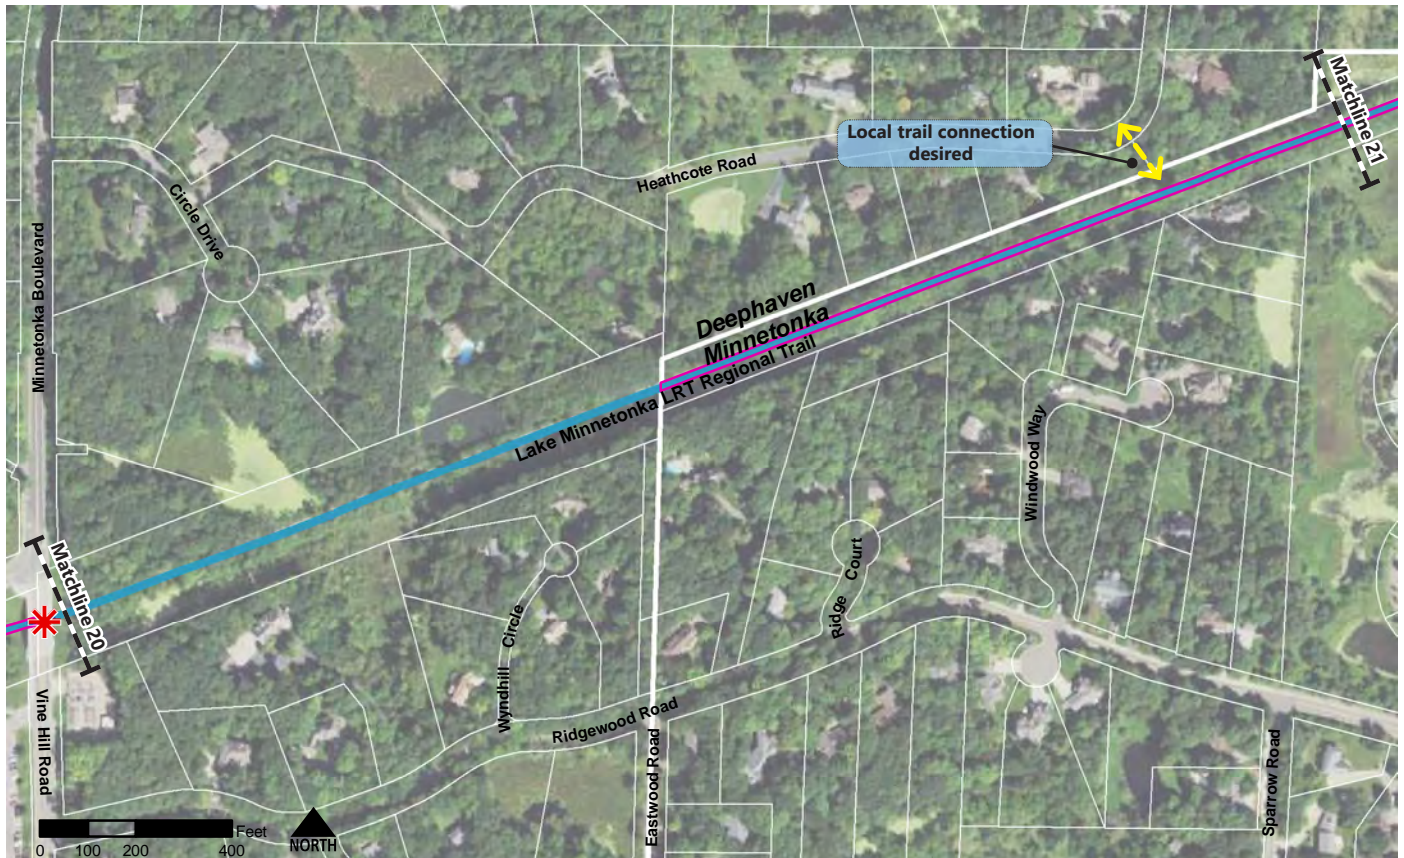 Matchline 21
Local trail connection
desired
Heathcote Road
Circle Drive
Minnetonka Boulevard
Deephaven
Minnetonka
Lake Minnetonka LRT Regional Trail
Windwood Way
Matchline 20
Ridge Court
Wyndhill Circle
Vine Hill Road
Ridgewood Road
Eastwood Road
Sparrow Road
Feet
0 100 200 400
NORTH